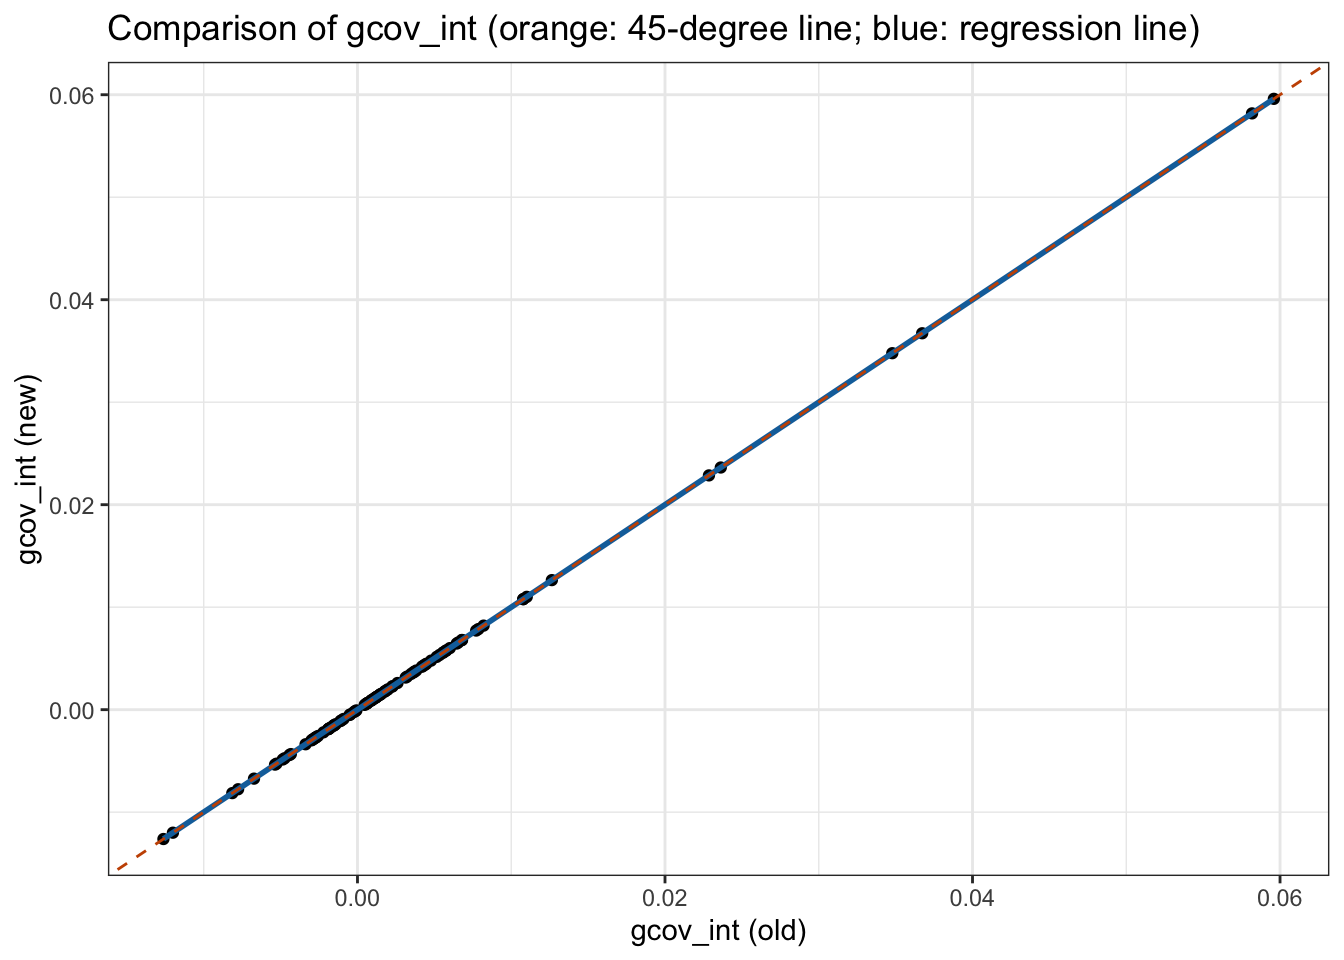 Comparison of gcov_int (orange: 45-degree line; blue: regression line)
0.06
0.04
0.02
0.00
gcov_int (new)
0.00 0.02 0.04 0.06
gcov_int (old)